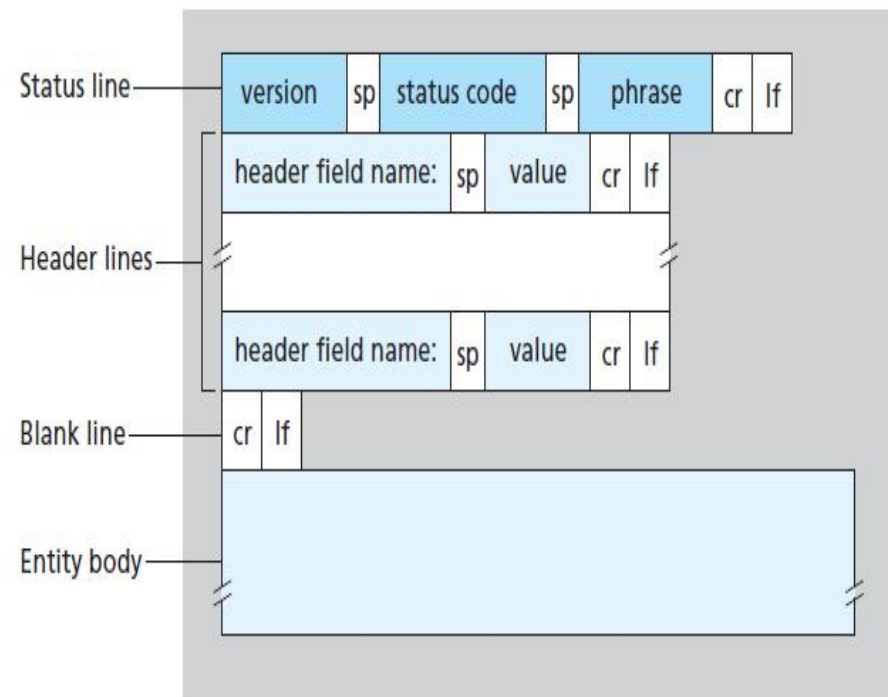 Status line version sp status code sp phrase cr lf
header field name: sp value cr lf
Header lines
header field name: sp value cr lf
Blank line cr lf
Entity body